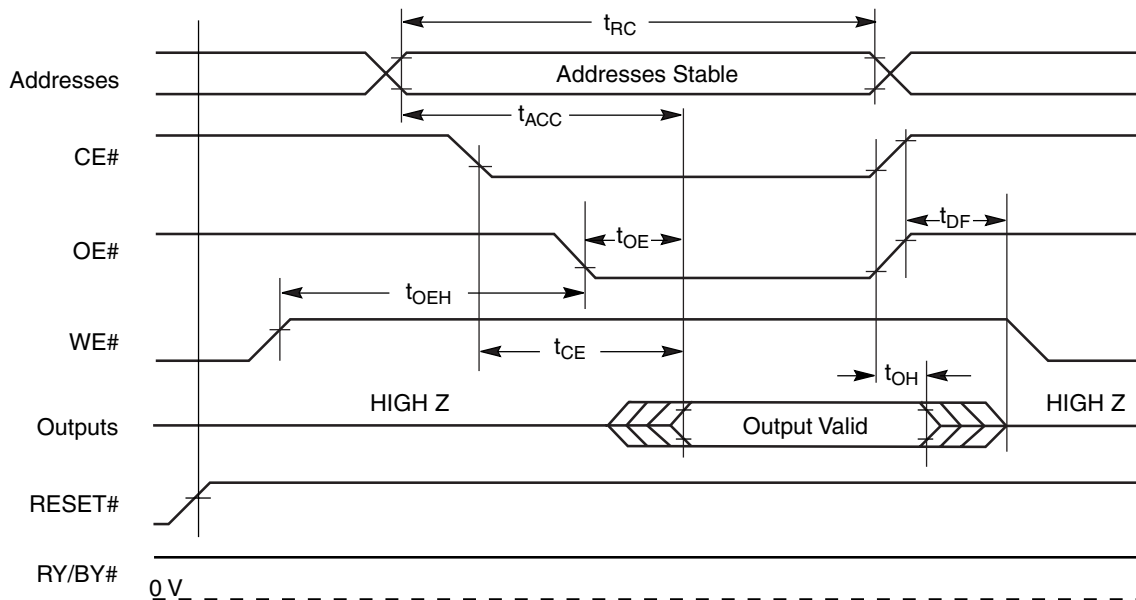 tRC
Addresses
Addresses Stable
tACC
CE#
tDF
OE#
tOE
tOEH
WE#
tCE
tOH
HIGH Z
HIGH Z
Outputs
Output Valid
RESET#
RY/BY#
0 V